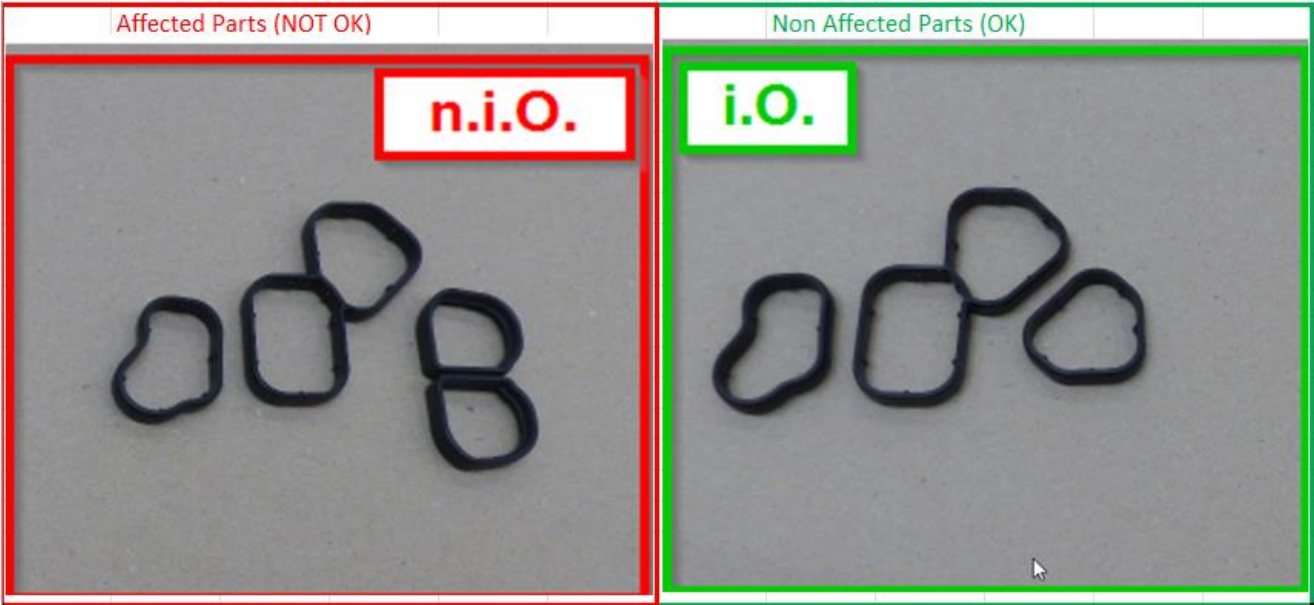 Affected Parts (NOT OK)
Non Affected Parts (OK)
n.i.O.
i.O.